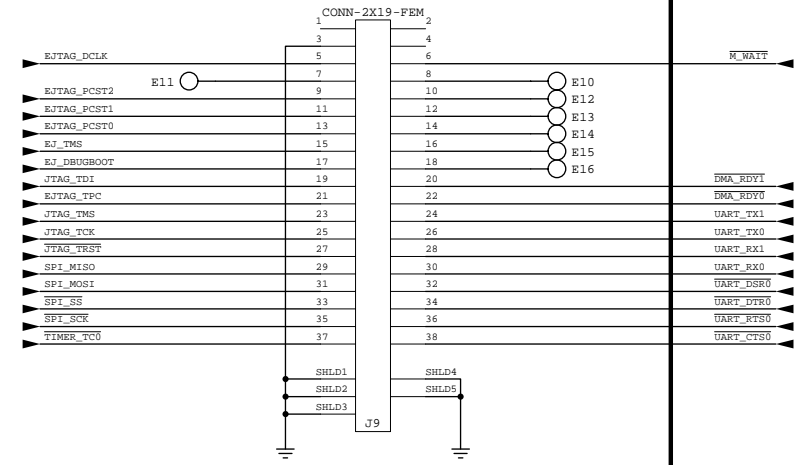 CONN-2X19-FEM
1 2
3 4
EJTAG_DCLK 5 6 M_WAIT
E11 7 8 E10
EJTAG_PCST2 9 10 E12
EJTAG_PCST1 11 12 E13
EJTAG_PCST0 13 14 E14
EJ_TMS 15 16 E15
EJ_DBUGBOOT 17 18 E16
JTAG_TDI 19 20 DMA_RDY1
EJTAG_TPC 21 22 DMA_RDY0
JTAG_TMS 23 24 UART_TX1
JTAG_TCK 25 26 UART_TX0
JTAG_TRST 27 28 UART_RX1
SPI_MISO 29 30 UART_RX0
SPI_MOSI 31 32 UART_DSR0
SPI_SS 33 34 UART_DTR0
SPI_SCK 35 36 UART_RTS0
TIMER_TC0 37 38 UART_CTS0
SHLD1 SHLD4
SHLD2 SHLD5
SHLD3
J9